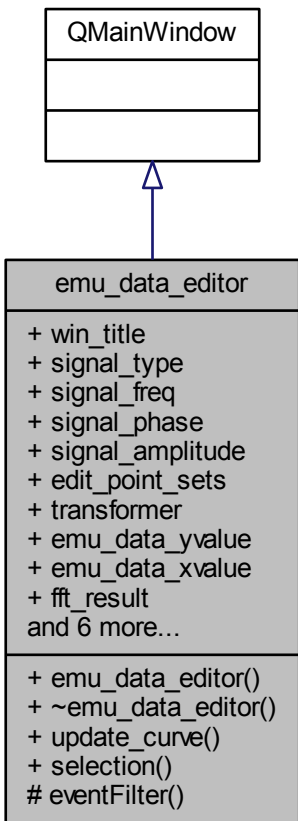 QMainWindow
emu_data_editor
+ win_title
+ signal_type
+ signal_freq
+ signal_phase
+ signal_amplitude
+ edit_point_sets
+ transformer
+ emu_data_yvalue
+ emu_data_xvalue
+ fft_result
and 6 more...
+ emu_data_editor()
+ ~emu_data_editor()
+ update_curve()
+ selection()
# eventFilter()